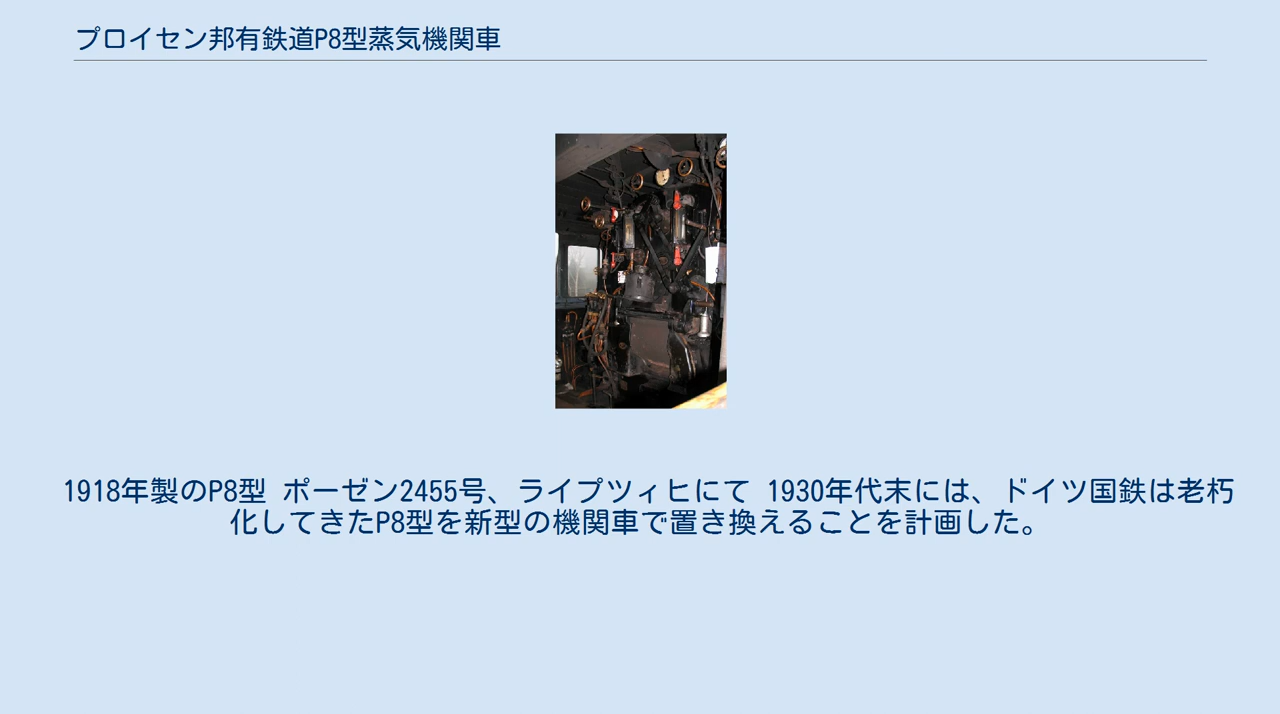 プロイセン邦有鉄道P8型蒸気機関車
1918年製のP8型 ポーゼン2455号、ライプツィヒにて 1930年代末には、ドイツ国鉄は老朽
化してきたP8型を新型の機関車で置き換えることを計画した。